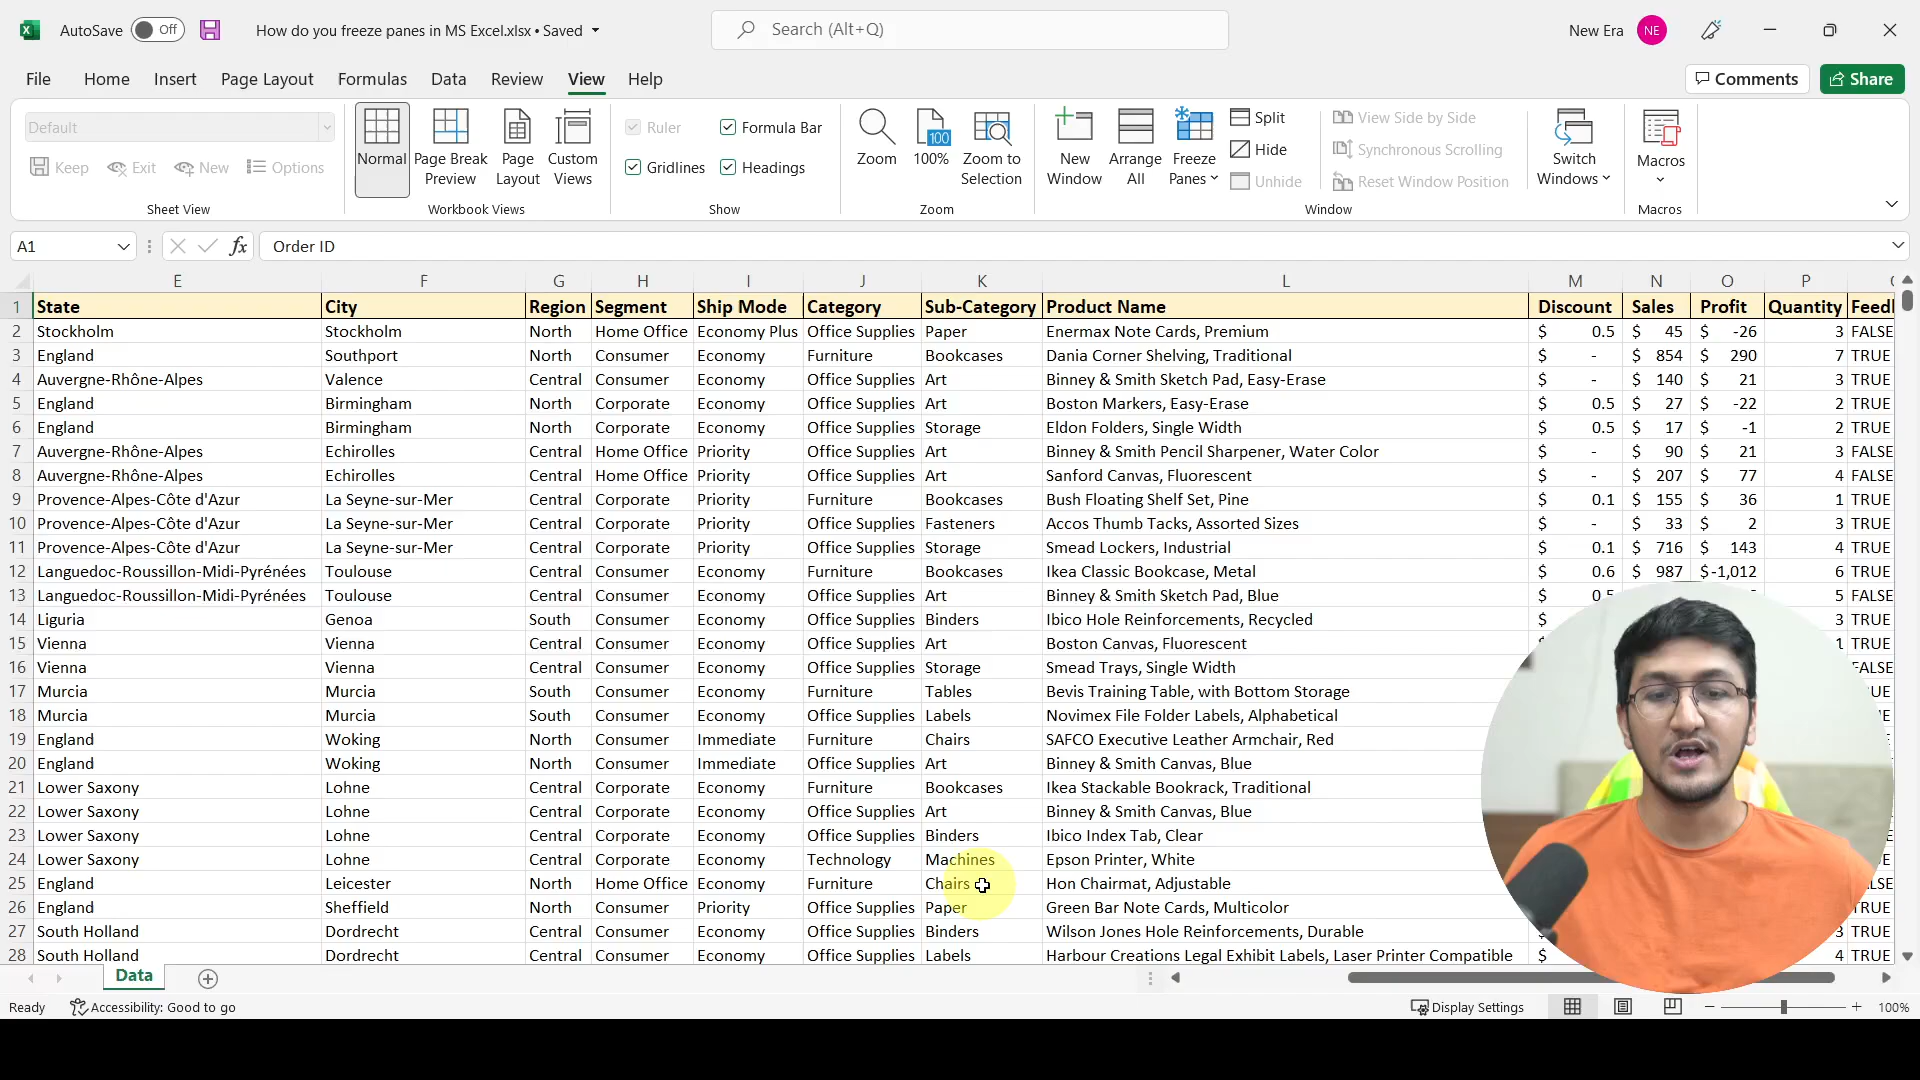 AutoSave Off How do you freeze panes in MS Excel.xlsx • Saved Search (Alt+Q) New Era NE
File Home Insert Page Layout Formulas Data Review View Help Comments Share
Default
Keep Exit New Options
Sheet View
Normal Page Break Preview Page Layout Custom Views
Workbook Views
Ruler Formula Bar
Gridlines Headings
Show
Zoom 100 100% Zoom to Selection
Zoom
New Window Arrange All Freeze Panes
Split
Hide
Unhide
View Side by Side
Synchronous Scrolling
Reset Window Position
Switch Windows
Window
Macros
Macros
A1 fx Order ID
E F G H I J K L M N O P
1 State City Region Segment Ship Mode Category Sub-Category Product Name Discount Sales Profit Quantity
2 Stockholm Stockholm North Home Office Economy Plus Office Supplies Paper Enermax Note Cards, Premium $ 0.5 $ 45 $ -26 3 FALSE
3 England Southport North Consumer Economy Furniture Bookcases Dania Corner Shelving, Traditional $ - $ 854 $ 290 7 TRUE
4 Auvergne-Rhône-Alpes Valence Central Consumer Economy Office Supplies Art Binney & Smith Sketch Pad, Easy-Erase $ - $ 140 $ 21 3 TRUE
5 England Birmingham North Corporate Economy Office Supplies Art Boston Markers, Easy-Erase $ 0.5 $ 27 $ -22 2 TRUE
6 England Birmingham North Corporate Economy Office Supplies Storage Eldon Folders, Single Width $ 0.5 $ 17 $ -1 2 TRUE
7 Auvergne-Rhône-Alpes Echirolles Central Home Office Priority Office Supplies Art Binney & Smith Pencil Sharpener, Water Color $ - $ 90 $ 21 3 FALSE
8 Auvergne-Rhône-Alpes Echirolles Central Home Office Priority Office Supplies Art Sanford Canvas, Fluorescent $ - $ 207 $ 77 4 FALSE
9 Provence-Alpes-Côte d'Azur La Seyne-sur-Mer Central Corporate Priority Furniture Bookcases Bush Floating Shelf Set, Pine $ 0.1 $ 155 $ 36 1 TRUE
10 Provence-Alpes-Côte d'Azur La Seyne-sur-Mer Central Corporate Priority Office Supplies Fasteners Accos Thumb Tacks, Assorted Sizes $ - $ 33 $ 2 3 TRUE
11 Provence-Alpes-Côte d'Azur La Seyne-sur-Mer Central Corporate Priority Office Supplies Storage Smead Lockers, Industrial $ 0.1 $ 716 $ 143 4 TRUE
12 Languedoc-Roussillon-Midi-Pyrénées Toulouse Central Consumer Economy Furniture Bookcases Ikea Classic Bookcase, Metal $ 0.6 $ 987 $ -1,012 6 TRUE
13 Languedoc-Roussillon-Midi-Pyrénées Toulouse Central Consumer Economy Office Supplies Art Binney & Smith Sketch Pad, Blue $ 5 FALSE
14 Liguria Genoa South Consumer Economy Office Supplies Binders Ibico Hole Reinforcements, Recycled 3 TRUE
15 Vienna Vienna Central Consumer Economy Office Supplies Art Boston Canvas, Fluorescent 1 TRUE
16 Vienna Vienna Central Consumer Economy Office Supplies Storage Smead Trays, Single Width
17 Murcia Murcia South Consumer Economy Furniture Tables Bevis Training Table, with Bottom Storage
18 Murcia Murcia South Consumer Economy Office Supplies Labels Novimex File Folder Labels, Alphabetical
19 England Woking North Consumer Immediate Furniture Chairs SAFCO Executive Leather Armchair, Red
20 England Woking North Consumer Immediate Office Supplies Art Binney & Smith Canvas, Blue
21 Lower Saxony Lohne Central Corporate Economy Furniture Bookcases Ikea Stackable Bookrack, Traditional
22 Lower Saxony Lohne Central Corporate Economy Office Supplies Art Binney & Smith Canvas, Blue
23 Lower Saxony Lohne Central Corporate Economy Office Supplies Binders Ibico Index Tab, Clear
24 Lower Saxony Lohne Central Corporate Economy Technology Machines Epson Printer, White
25 England Leicester North Home Office Economy Furniture Chairs Hon Chairmat, Adjustable
26 England Sheffield North Consumer Priority Office Supplies Paper Green Bar Note Cards, Multicolor
27 South Holland Dordrecht Central Consumer Economy Office Supplies Binders Wilson Jones Hole Reinforcements, Durable $ 3 TRUE
28 South Holland Dordrecht Central Consumer Economy Office Supplies Labels Harbour Creations Legal Exhibit Labels, Laser Printer Compatible $ 4 TRUE
Data
Ready Accessibility: Good to go Display Settings 100%